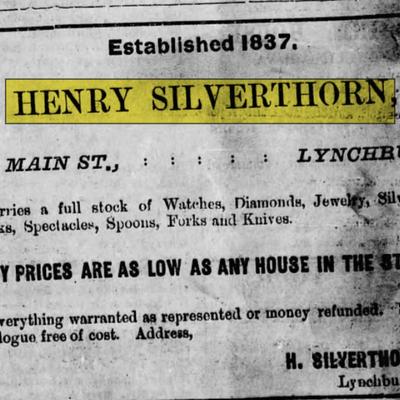 Established 1837.
HENRY SILVERTHORN,
MAIN ST., : : : : : LYNCHBU
rries a full stock of Watches, Diamonds, Jewelry, Silv
ks, Spectacles, Spoons, Forks and Knives.
Y PRICES ARE AS LOW AS ANY HOUSE IN THE ST
verything warranted as represented or money refunded.
logue free of cost. Address,
H. SILVERTHO
Lynchbu